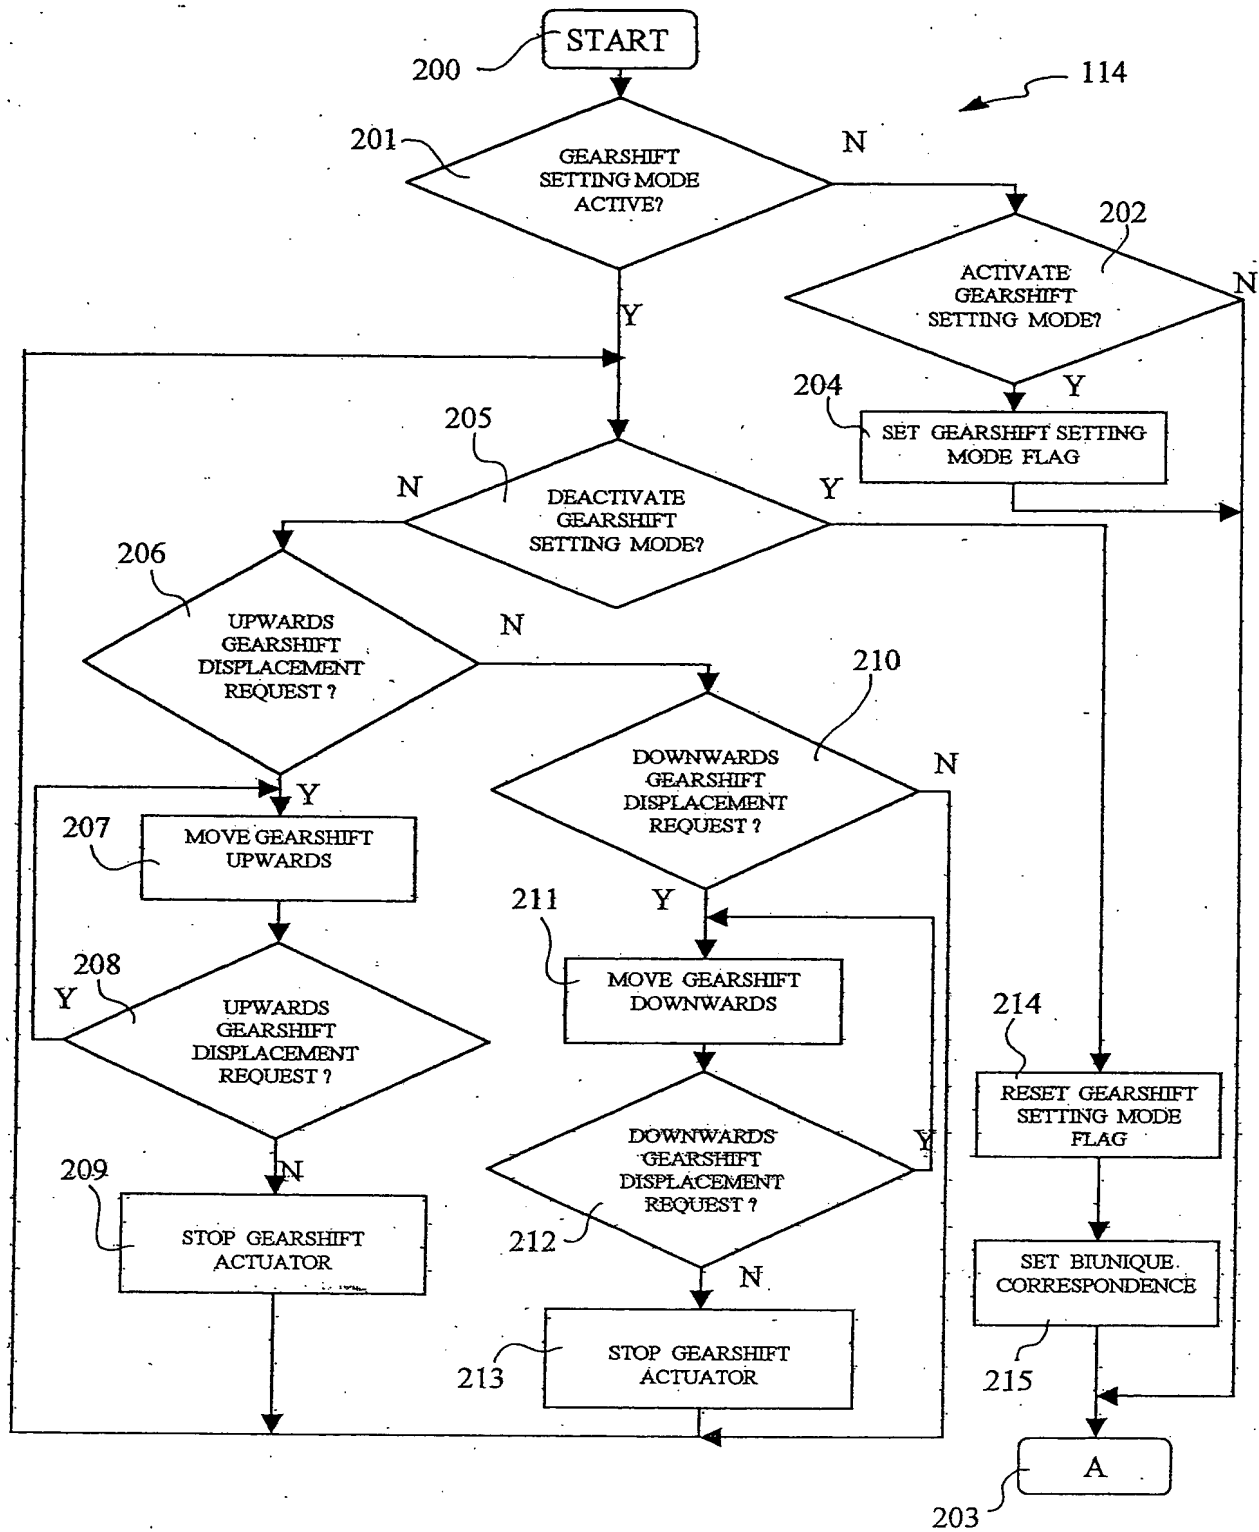 START
200
114
201
N
GEARSHIFT
SETTING MODE
ACTIVE?
202
N
ACTIVATE
GEARSHIFT
SETTING MODE?
Y
Y
204
SET GEARSHIFT SETTING
MODE FLAG
205
N
Y
DEACTIVATE
GEARSHIFT
SETTING MODE?
206
N
UPWARDS
GEARSHIFT
DISPLACEMENT
REQUEST ?
210
DOWNWARDS
GEARSHIFT
DISPLACEMENT
REQUEST ?
N
Y
207
MOVE GEARSHIFT
UPWARDS
Y
211
MOVE GEARSHIFT
DOWNWARDS
208
Y
UPWARDS
GEARSHIFT
DISPLACEMENT
REQUEST ?
214
RESET GEARSHIFT
SETTING MODE
FLAG
DOWNWARDS
GEARSHIFT
DISPLACEMENT
REQUEST ?
Y
N
209
STOP GEARSHIFT
ACTUATOR
212
N
SET BIUNIQUE
CORRESPONDENCE
213
STOP GEARSHIFT
ACTUATOR
215
A
203